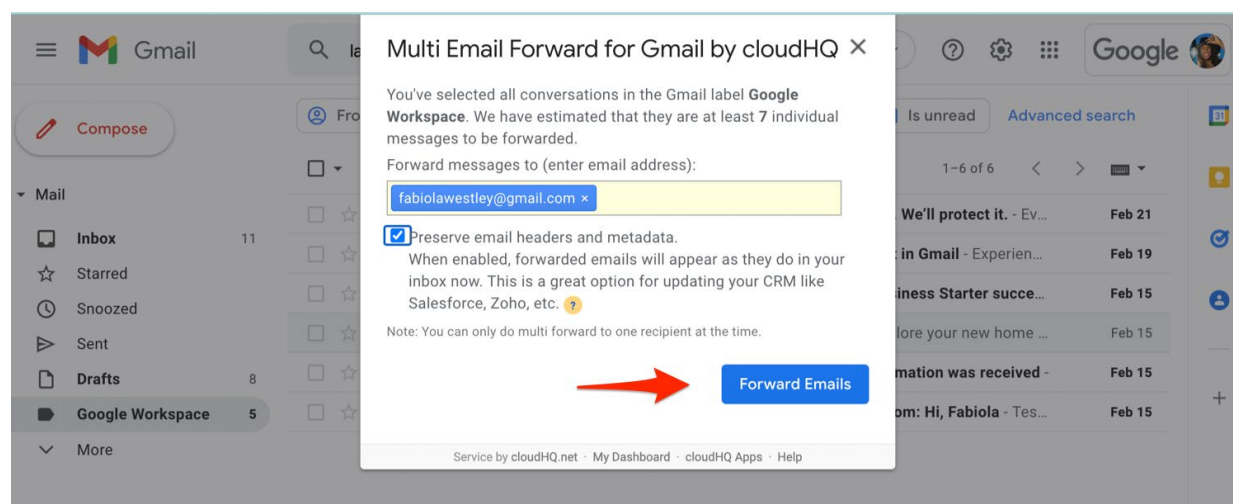 Gmail
la
Multi Email Forward for Gmail by cloudHQ ×
Google
You've selected all conversations in the Gmail label Google
Workspace. We have estimated that they are at least 7 individual
messages to be forwarded.
Compose
Fro
Is unread
Advanced search
31
Forward messages to (enter email address):
1–6 of 6
fabiolawestley@gmail.com ×
Mail
Inbox 11
Starred
Snoozed
Sent
Drafts 8
Google Workspace 5
More
Preserve email headers and metadata.
When enabled, forwarded emails will appear as they do in your
inbox now. This is a great option for updating your CRM like
Salesforce, Zoho, etc. ?
Note: You can only do multi forward to one recipient at the time.
Forward Emails
We'll protect it. - Ev... Feb 21
in Gmail - Experien... Feb 19
iness Starter succe... Feb 15
lore your new home ... Feb 15
mation was received - Feb 15
om: Hi, Fabiola - Tes... Feb 15
Service by cloudHQ.net · My Dashboard · cloudHQ Apps · Help